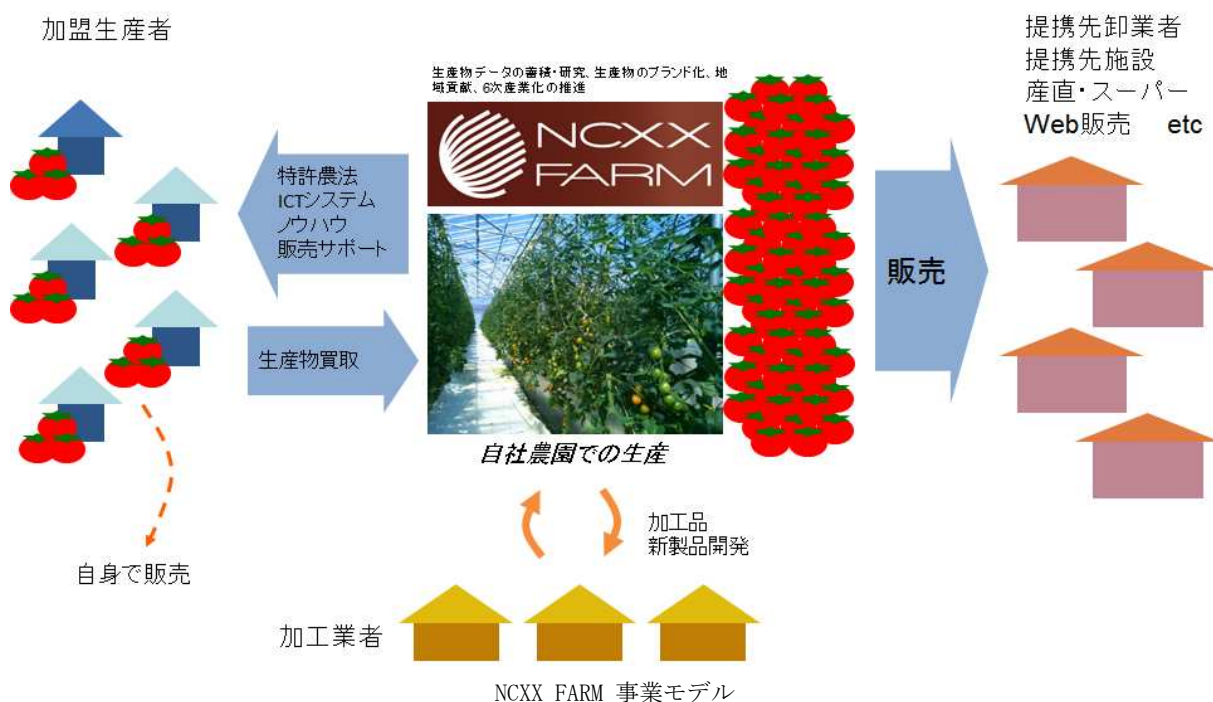 加盟生産者
生産物データの蓄積・研究、生産物のブランド化、地
域貢献、6次産業化の推進
NCXX
FARM
特許農法
ICTシステム
ノウハウ
販売サポート
生産物買取
自社農園での生産
販売
提携先卸業者
提携先施設
産直・スーパー
Web販売 etc
自身で販売
加工品
新製品開発
加工業者
NCXX FARM 事業モデル